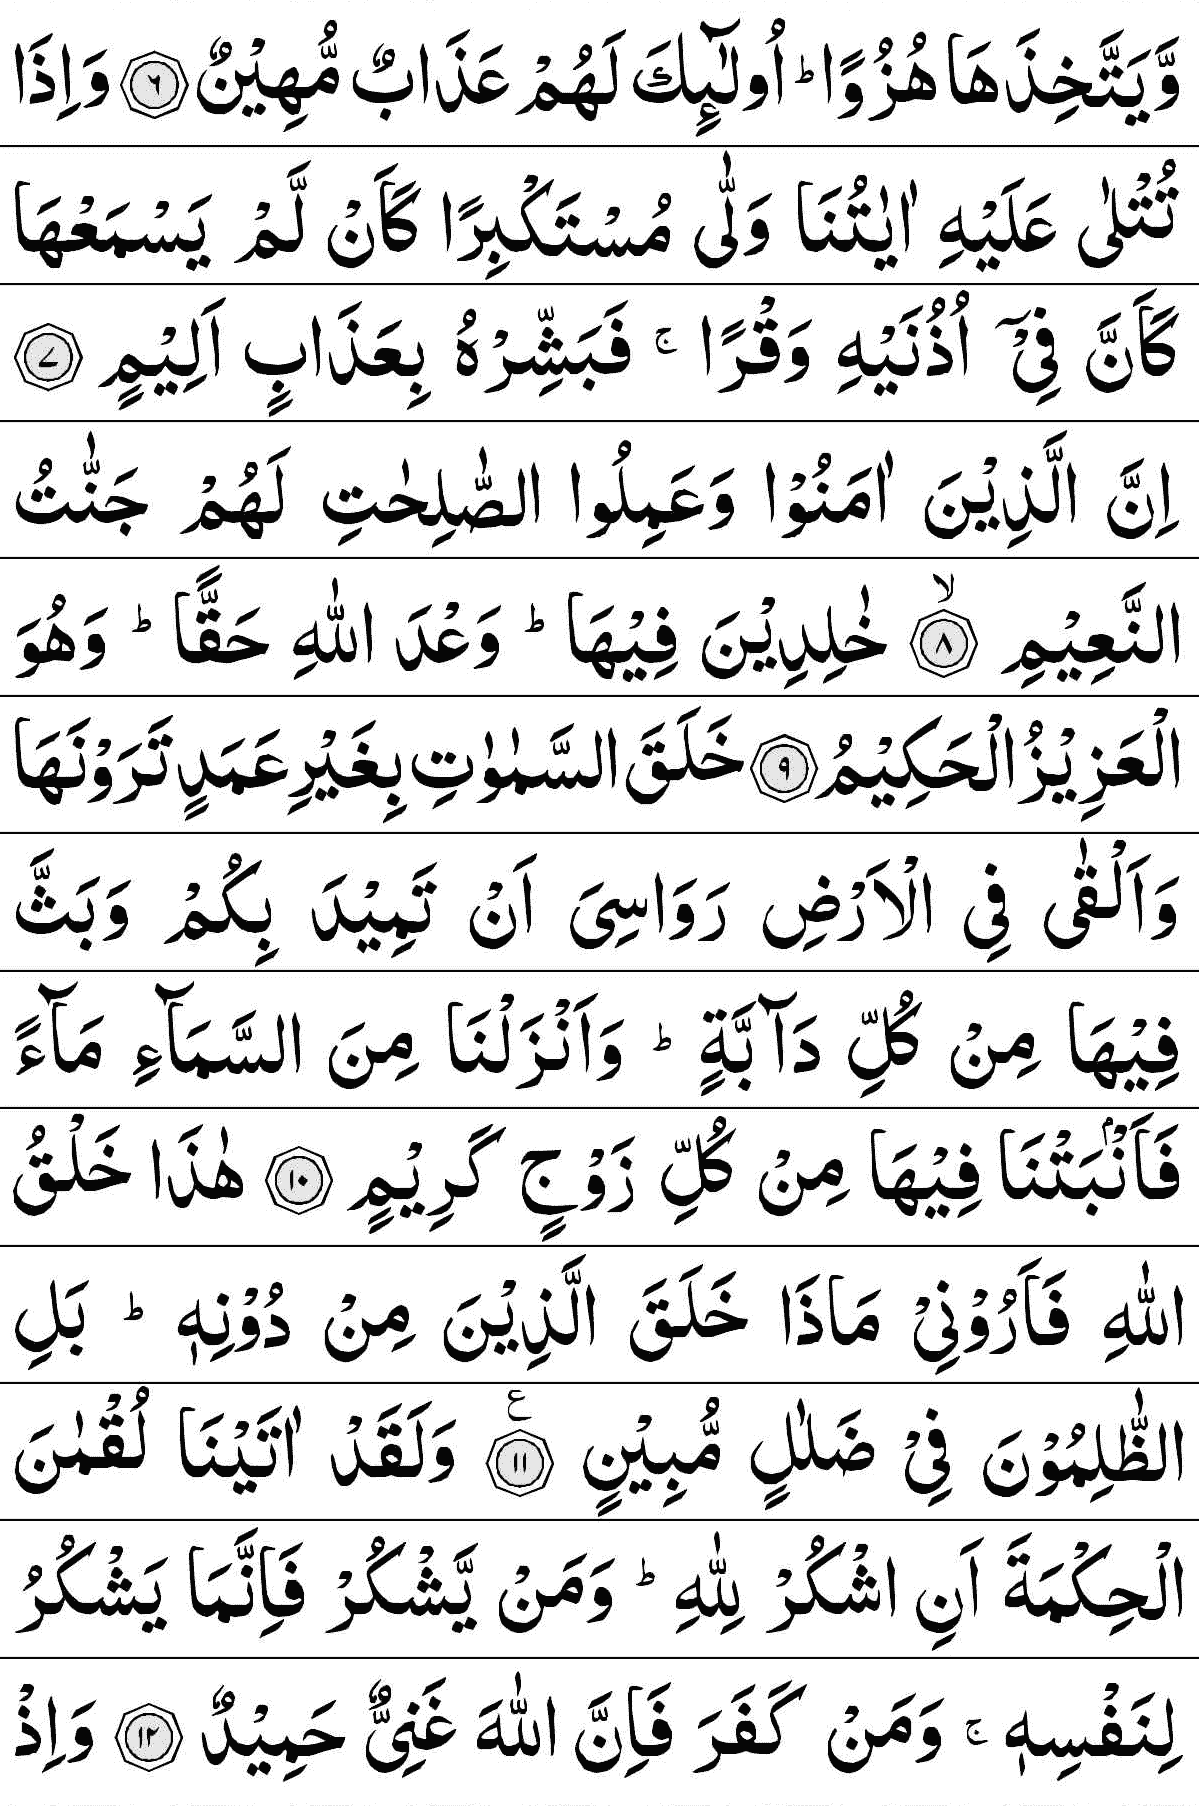 وَّيَتَّخِذَهَا هُزُوًا ؕ اُولٰٓئِكَ لَهُمْ عَذَابٌ مُّهِيْنٌ ۶ وَاِذَا
تُتْلٰى عَلَيْهِ اٰيٰتُنَا وَلّٰى مُسْتَكْبِرًا كَاَنْ لَّمْ يَسْمَعْهَا
كَاَنَّ فِيْۤ اُذُنَيْهِ وَقْرًا ۚ فَبَشِّرْهُ بِعَذَابٍ اَلِيْمٍ ۷
اِنَّ الَّذِيْنَ اٰمَنُوْا وَعَمِلُوا الصّٰلِحٰتِ لَهُمْ جَنّٰتُ
النَّعِيْمِ ۙ ۸ خٰلِدِيْنَ فِيْهَا ؕ وَعْدَ اللّٰهِ حَقًّا ؕ وَهُوَ
الْعَزِيْزُ الْحَكِيْمُ ۹ خَلَقَ السَّمٰوٰتِ بِغَيْرِ عَمَدٍ تَرَوْنَهَا
وَاَلْقٰى فِي الْاَرْضِ رَوَاسِيَ اَنْ تَمِيْدَ بِكُمْ وَبَثَّ
فِيْهَا مِنْ كُلِّ دَآبَّةٍ ؕ وَاَنْزَلْنَا مِنَ السَّمَآءِ مَآءً
فَاَنْۢبَتْنَا فِيْهَا مِنْ كُلِّ زَوْجٍ كَرِيْمٍ ۱۰ هٰذَا خَلْقُ
اللّٰهِ فَاَرُوْنِيْ مَاذَا خَلَقَ الَّذِيْنَ مِنْ دُوْنِهٖ ؕ بَلِ
الظّٰلِمُوْنَ فِيْ ضَلٰلٍ مُّبِيْنٍ ۱۱ ع وَلَقَدْ اٰتَيْنَا لُقْمٰنَ
الْحِكْمَةَ اَنِ اشْكُرْ لِلّٰهِ ؕ وَمَنْ يَّشْكُرْ فَاِنَّمَا يَشْكُرُ
لِنَفْسِهٖ ۚ وَمَنْ كَفَرَ فَاِنَّ اللّٰهَ غَنِيٌّ حَمِيْدٌ ۱۲ وَاِذْ